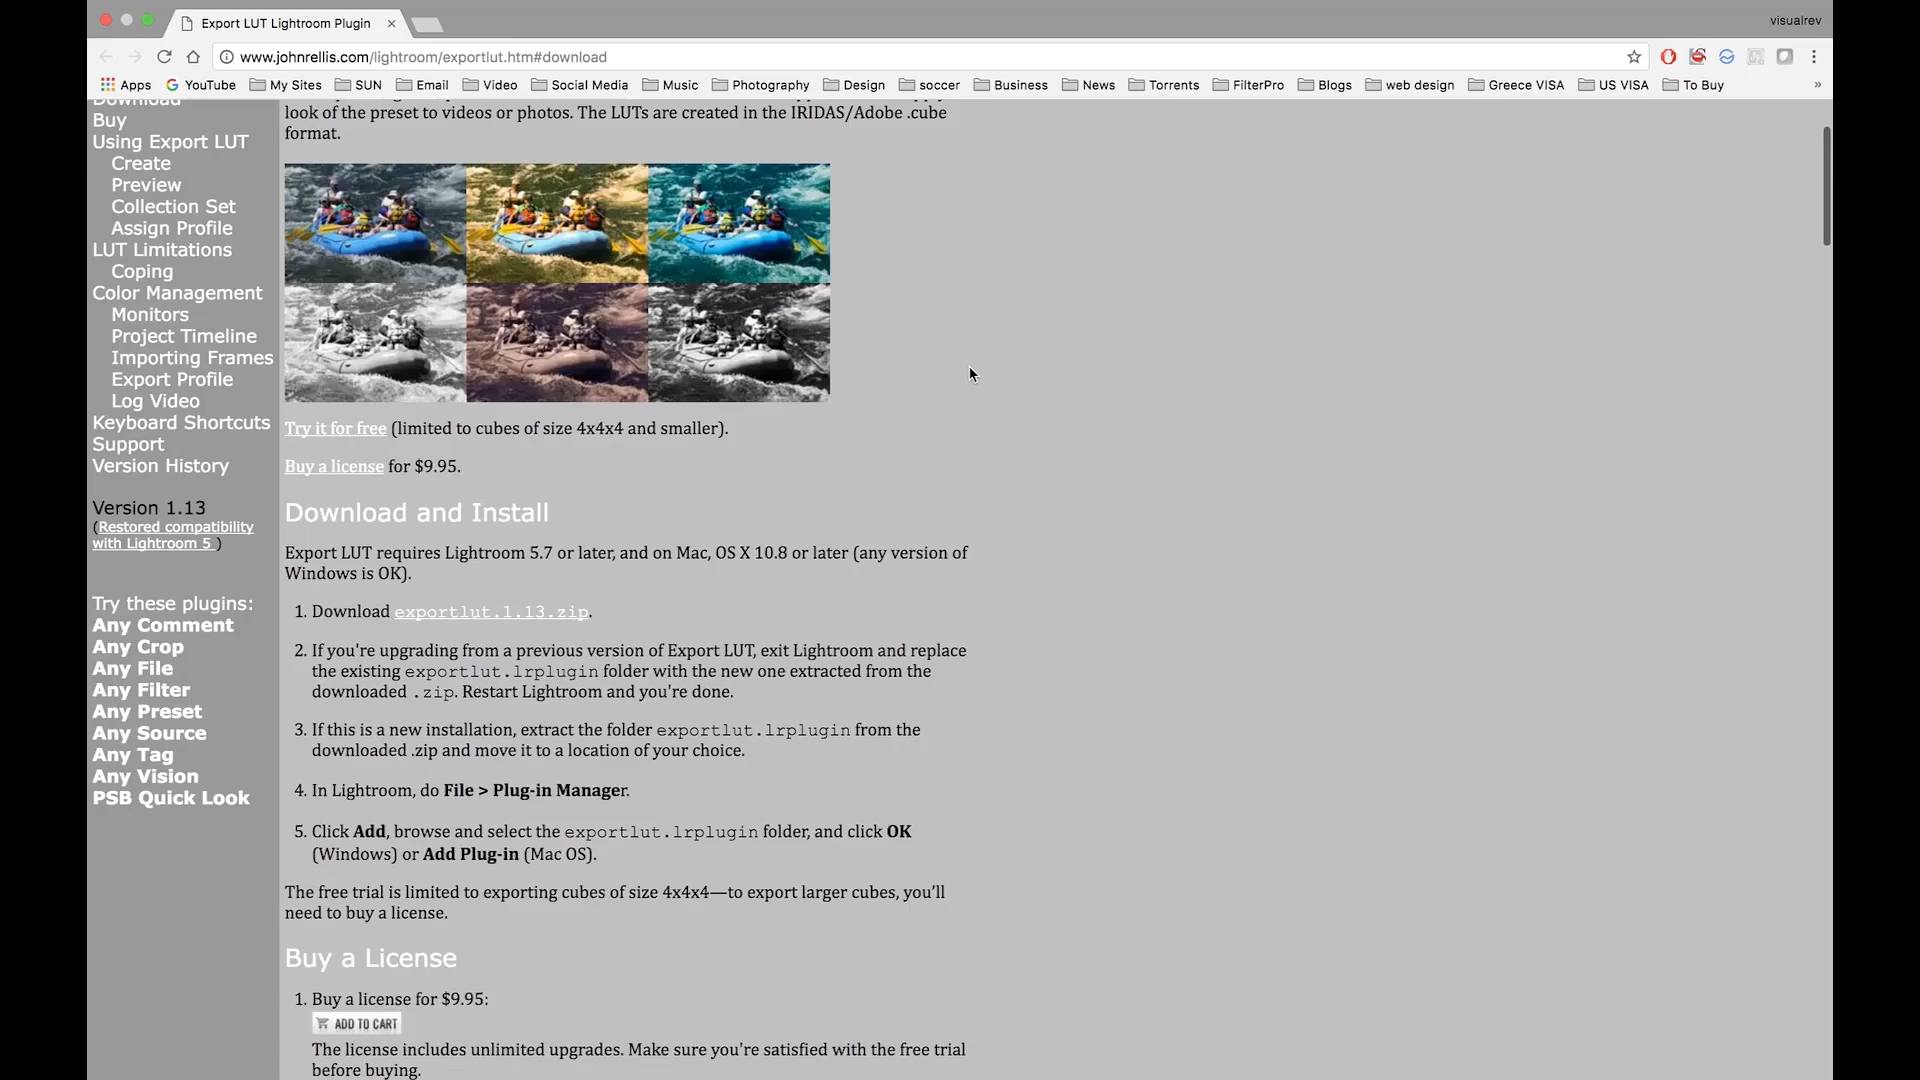 Export LUT Lightroom Plugin
visualrev
www.johnrellis.com/lightroom/exportlut.htm#download
Apps YouTube My Sites SUN Email Video Social Media Music Photography Design soccer Business News Torrents FilterPro Blogs web design Greece VISA US VISA To Buy »
Download
Buy
Using Export LUT
Create
Preview
Collection Set
Assign Profile
LUT Limitations
Coping
Color Management
Monitors
Project Timeline
Importing Frames
Export Profile
Log Video
Keyboard Shortcuts
Support
Version History
Version 1.13
(Restored compatibility
with Lightroom 5 )
Try these plugins:
Any Comment
Any Crop
Any File
Any Filter
Any Preset
Any Source
Any Tag
Any Vision
PSB Quick Look
look of the preset to videos or photos. The LUTs are created in the IRIDAS/Adobe .cube
format.
Try it for free (limited to cubes of size 4x4x4 and smaller).
Buy a license for $9.95.
Download and Install
Export LUT requires Lightroom 5.7 or later, and on Mac, OS X 10.8 or later (any version of
Windows is OK).
1. Download exportlut.1.13.zip.
2. If you're upgrading from a previous version of Export LUT, exit Lightroom and replace
the existing exportlut.lrplugin folder with the new one extracted from the
downloaded .zip. Restart Lightroom and you're done.
3. If this is a new installation, extract the folder exportlut.lrplugin from the
downloaded .zip and move it to a location of your choice.
4. In Lightroom, do File > Plug-in Manager.
5. Click Add, browse and select the exportlut.lrplugin folder, and click OK
(Windows) or Add Plug-in (Mac OS).
The free trial is limited to exporting cubes of size 4x4x4—to export larger cubes, you’ll
need to buy a license.
Buy a License
1. Buy a license for $9.95:
ADD TO CART
The license includes unlimited upgrades. Make sure you're satisfied with the free trial
before buying.